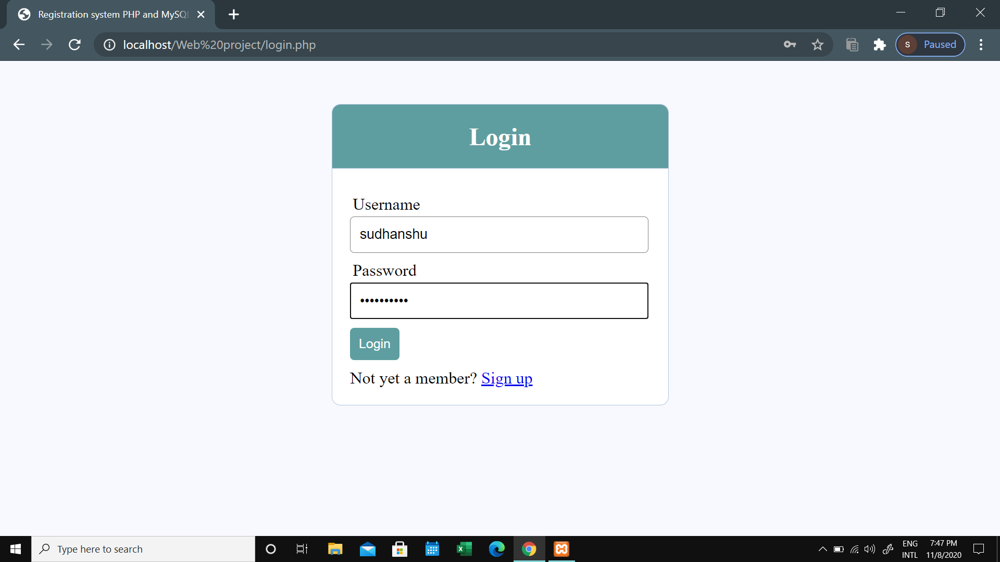 Registration system PHP and MySQL
localhost/Web%20project/login.php
S Paused
Login
Username
sudhanshu
Password
••••••••••
Login
Not yet a member? Sign up
Type here to search
ENG
INTL
7:47 PM
11/8/2020